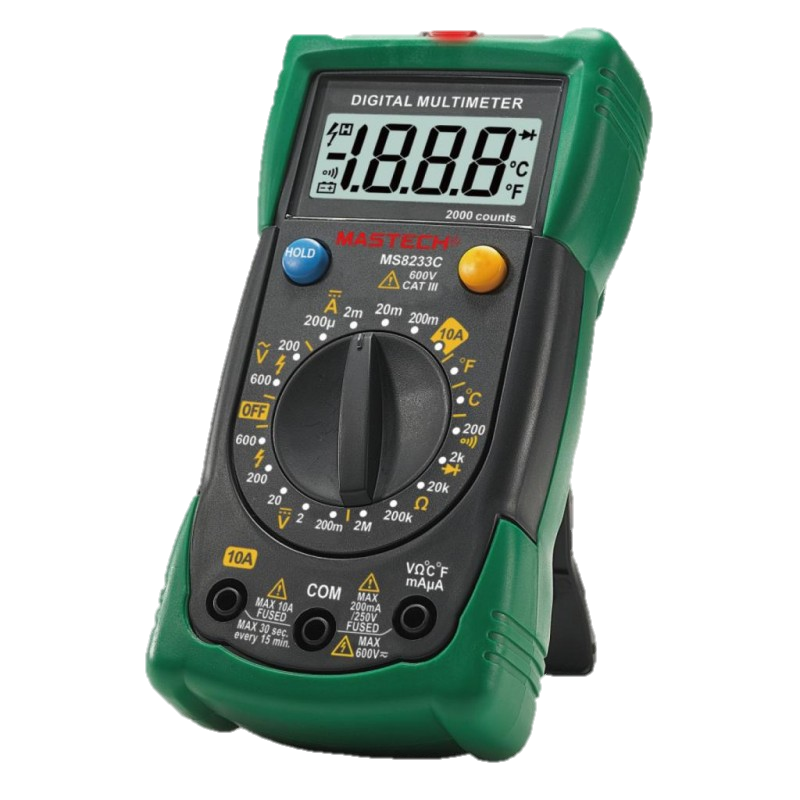 DIGITAL MULTIMETER
H
-1.8.8.8
°C
°F
2000 counts
MASTECH®
HOLD
MS8233C
⚠ 600V
CAT III
A
200µ 2m 20m 200m 10A
°F
°C
200
2k
20k
Ω
200k
2M
200m
2
V
20
200
600
OFF
600
V
200
10A
COM
VΩ°C°F
mAµA
MAX 10A
FUSED
MAX 30 sec.
every 15 min.
MAX
200mA
/250V
FUSED
MAX
600V≂